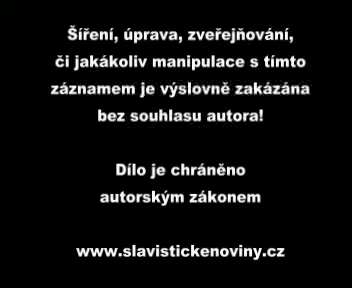 Šíření, úprava, zveřejňování,
či jakákoliv manipulace s tímto
záznamem je výslovně zakázána
bez souhlasu autora!
Dílo je chráněno
autorským zákonem
www.slavistickenoviny.cz